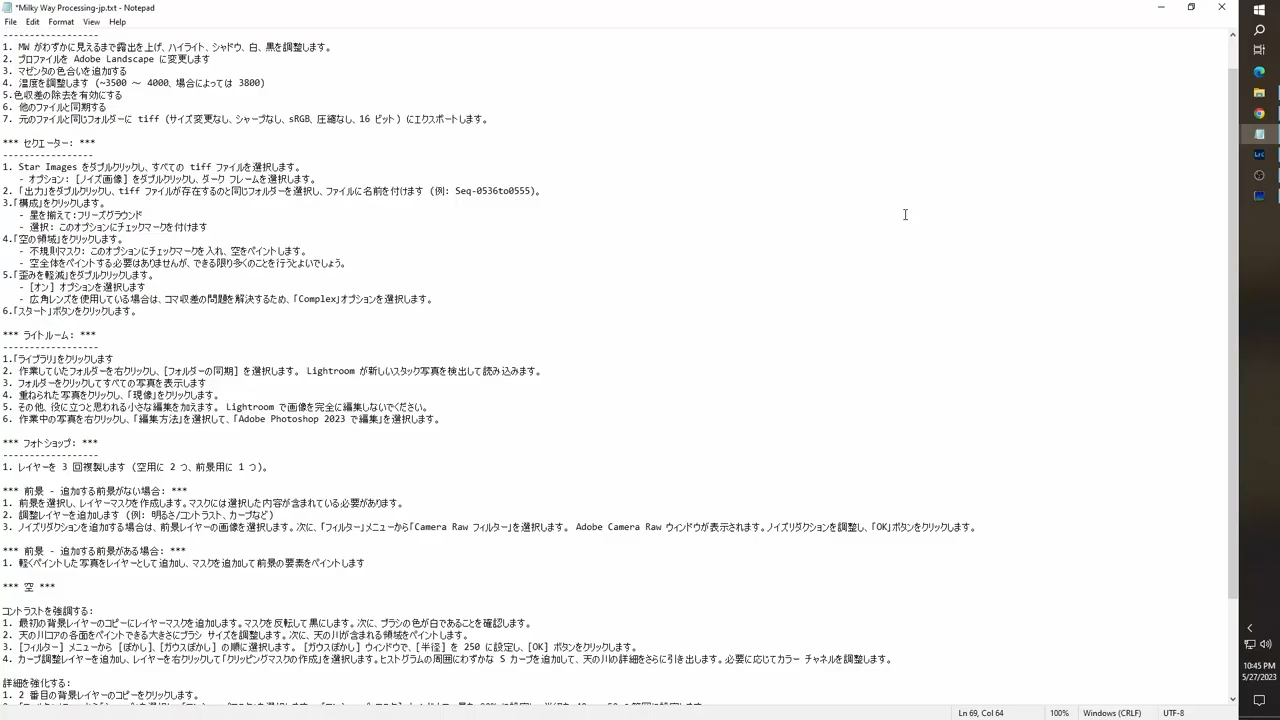 *Milky Way Processing-jp.txt - Notepad
File Edit Format View Help
------------------
1. MW がわずかに見えるまで露出を上げ、ハイライト、シャドウ、白、黒を調整します。
2. プロファイルを Adobe Landscape に変更します
3. マゼンタの色合いを追加する
4. 温度を調整します (~3500 ～ 4000、場合によっては 3800)
5.色収差の除去を有効にする
6. 他のファイルと同期する
7. 元のファイルと同じフォルダーに tiff (サイズ変更なし、シャープなし、sRGB、圧縮なし、16 ビット) にエクスポートします。
*** セクエーター: ***
-----------------
1. Star Images をダブルクリックし、すべての tiff ファイルを選択します。
- オプション: [ノイズ画像] をダブルクリックし、ダーク フレームを選択します。
2. 「出力」をダブルクリックし、tiff ファイルが存在するのと同じフォルダーを選択し、ファイルに名前を付けます (例: Seq-0536to0555)。
3.「構成」をクリックします。
- 星を揃えて:フリーズグラウンド
- 選択: このオプションにチェックマークを付けます
4.「空の領域」をクリックします。
- 不規則マスク: このオプションにチェックマークを入れ、空をペイントします。
- 空全体をペイントする必要はありませんが、できる限り多くのことを行うとよいでしょう。
5.「歪みを軽減」をダブルクリックします。
- [オン] オプションを選択します
- 広角レンズを使用している場合は、コマ収差の問題を解決するため、「Complex」オプションを選択します。
6.「スタート」ボタンをクリックします。
*** ライトルーム: ***
------------------
1.「ライブラリ」をクリックします
2. 作業していたフォルダーを右クリックし、[フォルダーの同期] を選択します。 Lightroom が新しいスタック写真を検出して読み込みます。
3. フォルダーをクリックしてすべての写真を表示します
4. 重ねられた写真をクリックし、「現像」をクリックします。
5. その他、役に立つと思われる小さな編集を加えます。 Lightroom で画像を完全に編集しないでください。
6. 作業中の写真を右クリックし、「編集方法」を選択して、「Adobe Photoshop 2023 で編集」を選択します。
*** フォトショップ: ***
------------------
1. レイヤーを 3 回複製します (空用に 2 つ、前景用に 1 つ)。
*** 前景 - 追加する前景がない場合: ***
1. 前景を選択し、レイヤーマスクを作成します。マスクには選択した内容が含まれている必要があります。
2. 調整レイヤーを追加します (例: 明るさ/コントラスト、カーブなど)
3. ノイズリダクションを追加する場合は、前景レイヤーの画像を選択します。次に、「フィルター」メニューから「Camera Raw フィルター」を選択します。 Adobe Camera Raw ウィンドウが表示されます。ノイズリダクションを調整し、「OK」ボタンをクリックします。
*** 前景 - 追加する前景がある場合: ***
1. 軽くペイントした写真をレイヤーとして追加し、マスクを追加して前景の要素をペイントします
*** 空 ***
コントラストを強調する:
1. 最初の背景レイヤーのコピーにレイヤーマスクを追加します。マスクを反転して黒にします。次に、ブラシの色が白であることを確認します。
2. 天の川コアの各面をペイントできる大きさにブラシ サイズを調整します。次に、天の川が含まれる領域をペイントします。
3. [フィルター] メニューから [ぼかし]、[ガウスぼかし] の順に選択します。 [ガウスぼかし] ウィンドウで、[半径] を 250 に設定し、[OK] ボタンをクリックします。
4. カーブ調整レイヤーを追加し、レイヤーを右クリックして「クリッピングマスクの作成」を選択します。ヒストグラムの周囲にわずかな S カーブを追加して、天の川の詳細をさらに引き出します。必要に応じてカラー チャネルを調整します。
詳細を強化する:
1. 2 番目の背景レイヤーのコピーをクリックします。
Ln 69, Col 64
100%
Windows (CRLF)
UTF-8
LrC
10:45 PM
5/27/2023